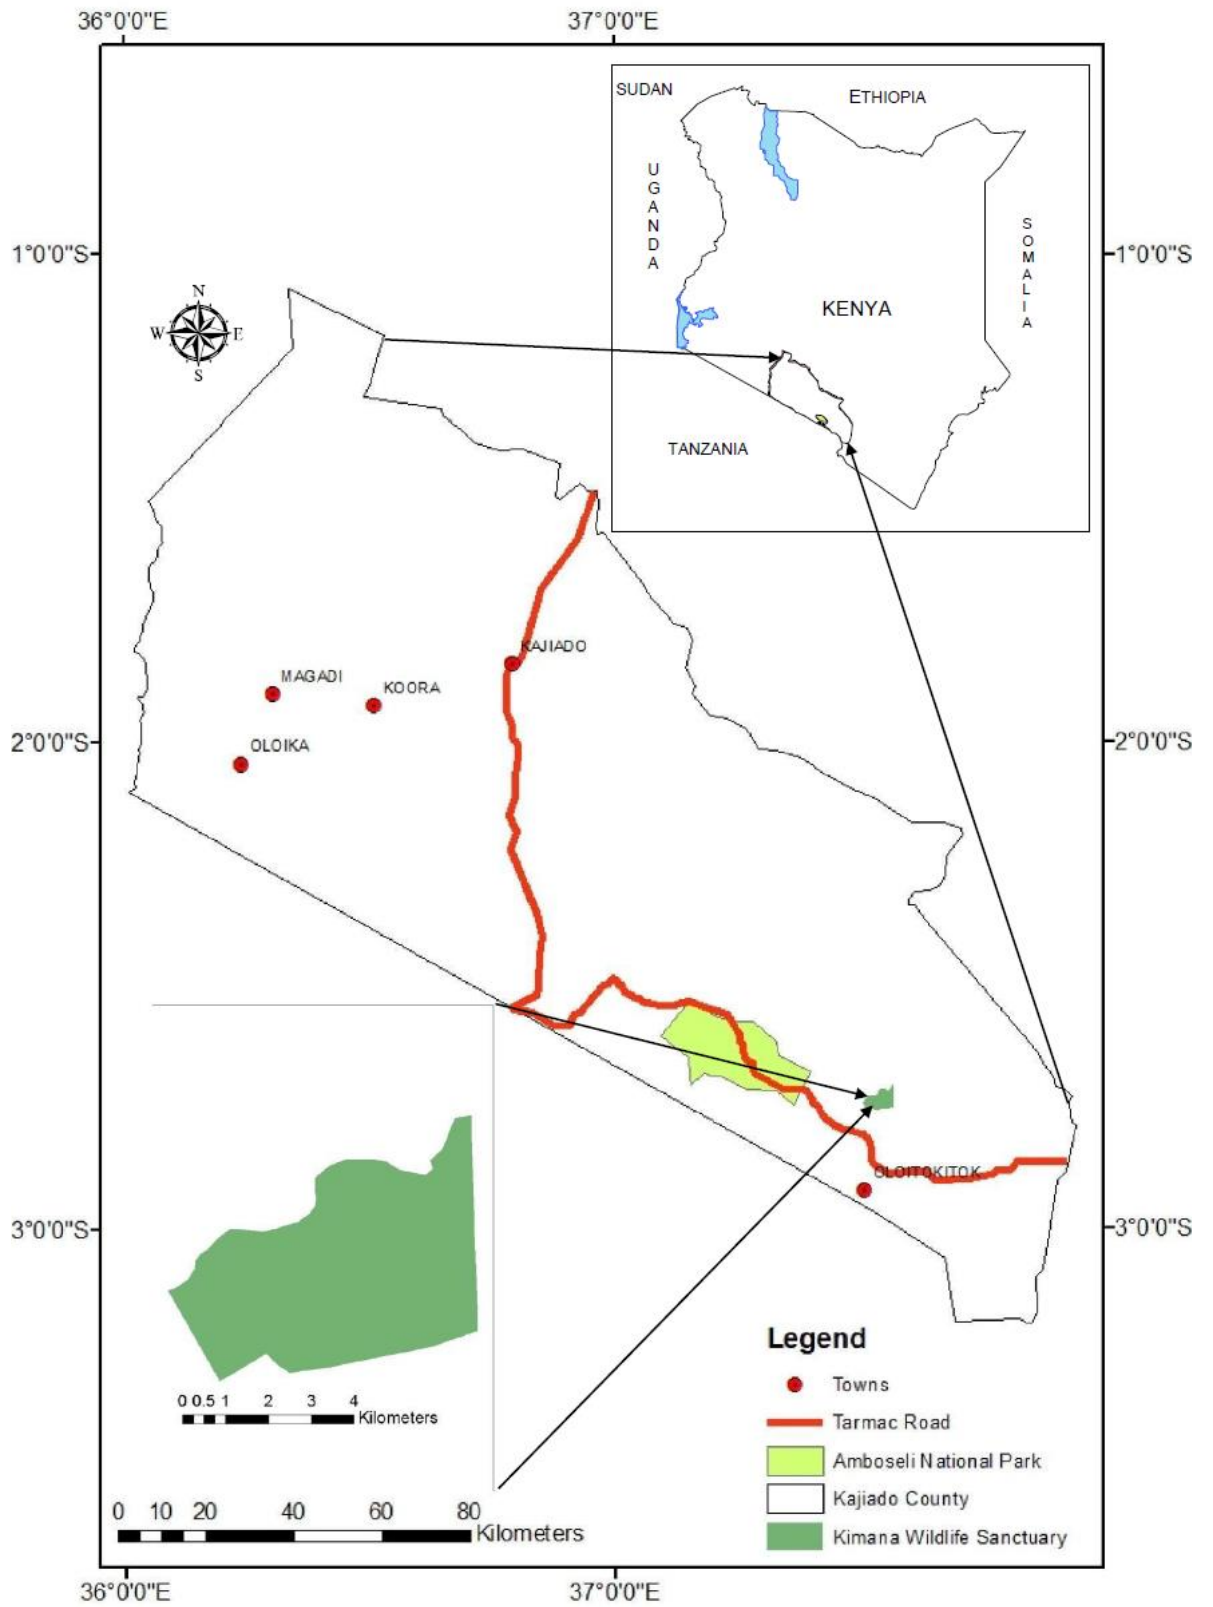 36°0'0"E 37°0'0"E
SUDAN ETHIOPIA
UGANDA
SOMALIA
1°0'0"S 1°0'0"S
N
W E
S
KENYA
TANZANIA
KAJIADO
MAGADI
KOORA
2°0'0"S 2°0'0"S
OLOIKA
OLOITOKITOK
3°0'0"S 3°0'0"S
Legend
Towns
Tarmac Road
Amboseli National Park
Kajiado County
Kimana Wildlife Sanctuary
0 0.5 1 2 3 4
Kilometers
0 10 20 40 60 80
Kilometers
36°0'0"E 37°0'0"E